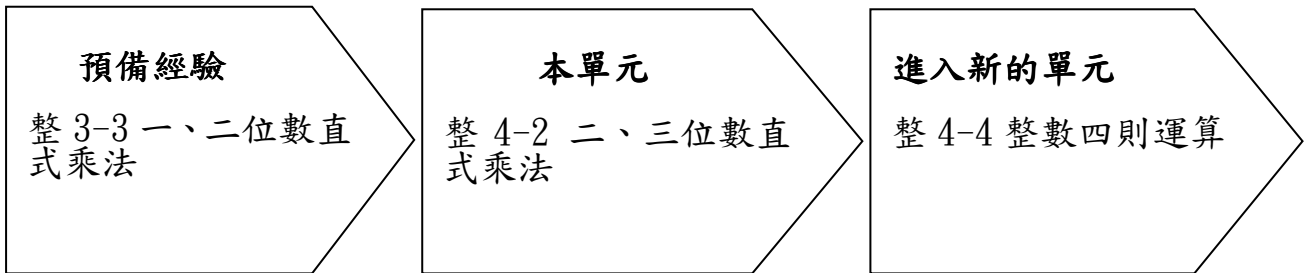 預備經驗
整 3-3 一、二位數直
式乘法
本單元
整 4-2 二、三位數直
式乘法
進入新的單元
整 4-4 整數四則運算